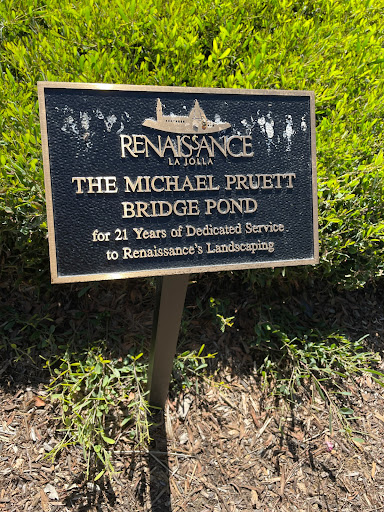 RENAISSANCE
LA JOLLA
THE MICHAEL PRUETT
BRIDGE POND
for 21 Years of Dedicated Service
to Renaissance's Landscaping